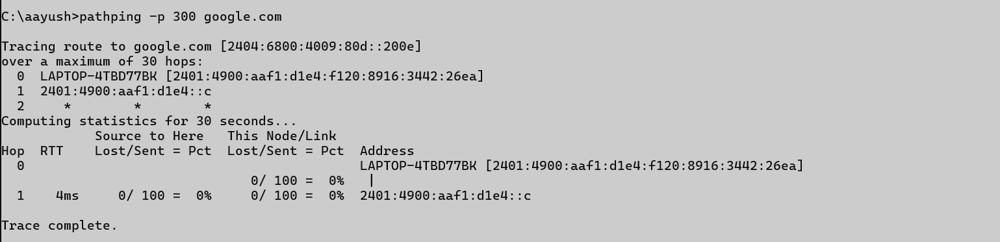 C:\aayush>pathping -p 300 google.com
Tracing route to google.com [2404:6800:4009:80d::200e]
over a maximum of 30 hops:
  0  LAPTOP-4TBD77BK [2401:4900:aaf1:d1e4:f120:8916:3442:26ea]
  1  2401:4900:aaf1:d1e4::c
  2     *        *        *
Computing statistics for 30 seconds...
            Source to Here   This Node/Link
Hop  RTT    Lost/Sent = Pct  Lost/Sent = Pct  Address
  0                                           LAPTOP-4TBD77BK [2401:4900:aaf1:d1e4:f120:8916:3442:26ea]
                                0/ 100 =  0%   |
  1    4ms     0/ 100 =  0%     0/ 100 =  0%  2401:4900:aaf1:d1e4::c
Trace complete.